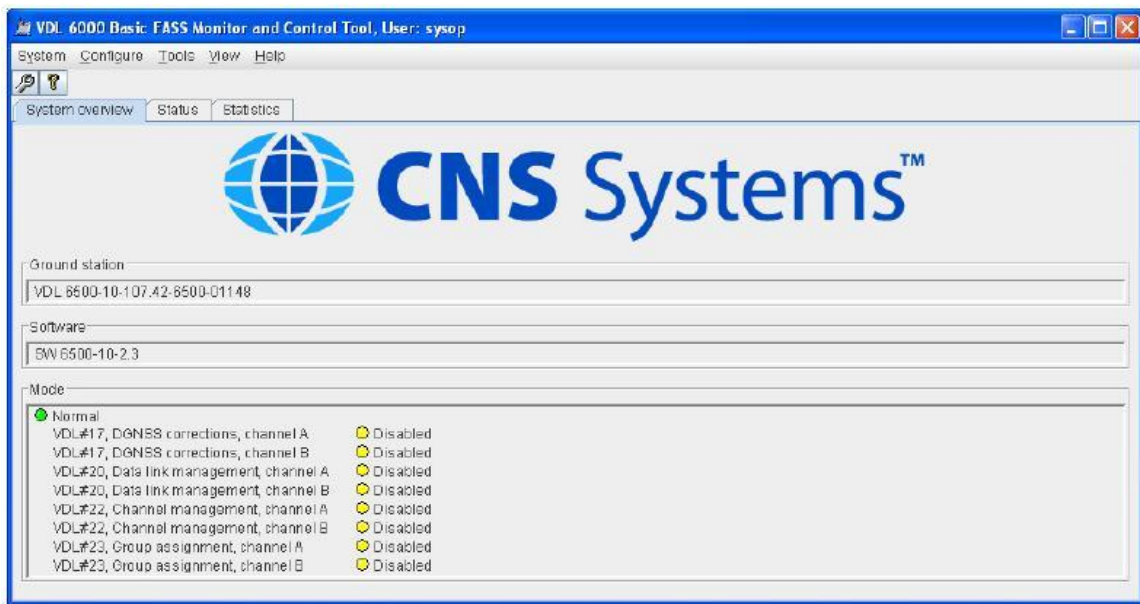 VDL 6000 Basic FASS Monitor and Control Tool, User: sysop
System Configure Tools View Help
System overview Status Statistics
CNS Systems™
Ground station
VDL 6500-10-107.42-6500-01148
Software
SW 6500-10-2.3
Mode
Normal
VDL#17, DGNSS corrections, channel A Disabled
VDL#17, DGNSS corrections, channel B Disabled
VDL#20, Data link management, channel A Disabled
VDL#20, Data link management, channel B Disabled
VDL#22, Channel management, channel A Disabled
VDL#22, Channel management, channel B Disabled
VDL#23, Group assignment, channel A Disabled
VDL#23, Group assignment, channel B Disabled